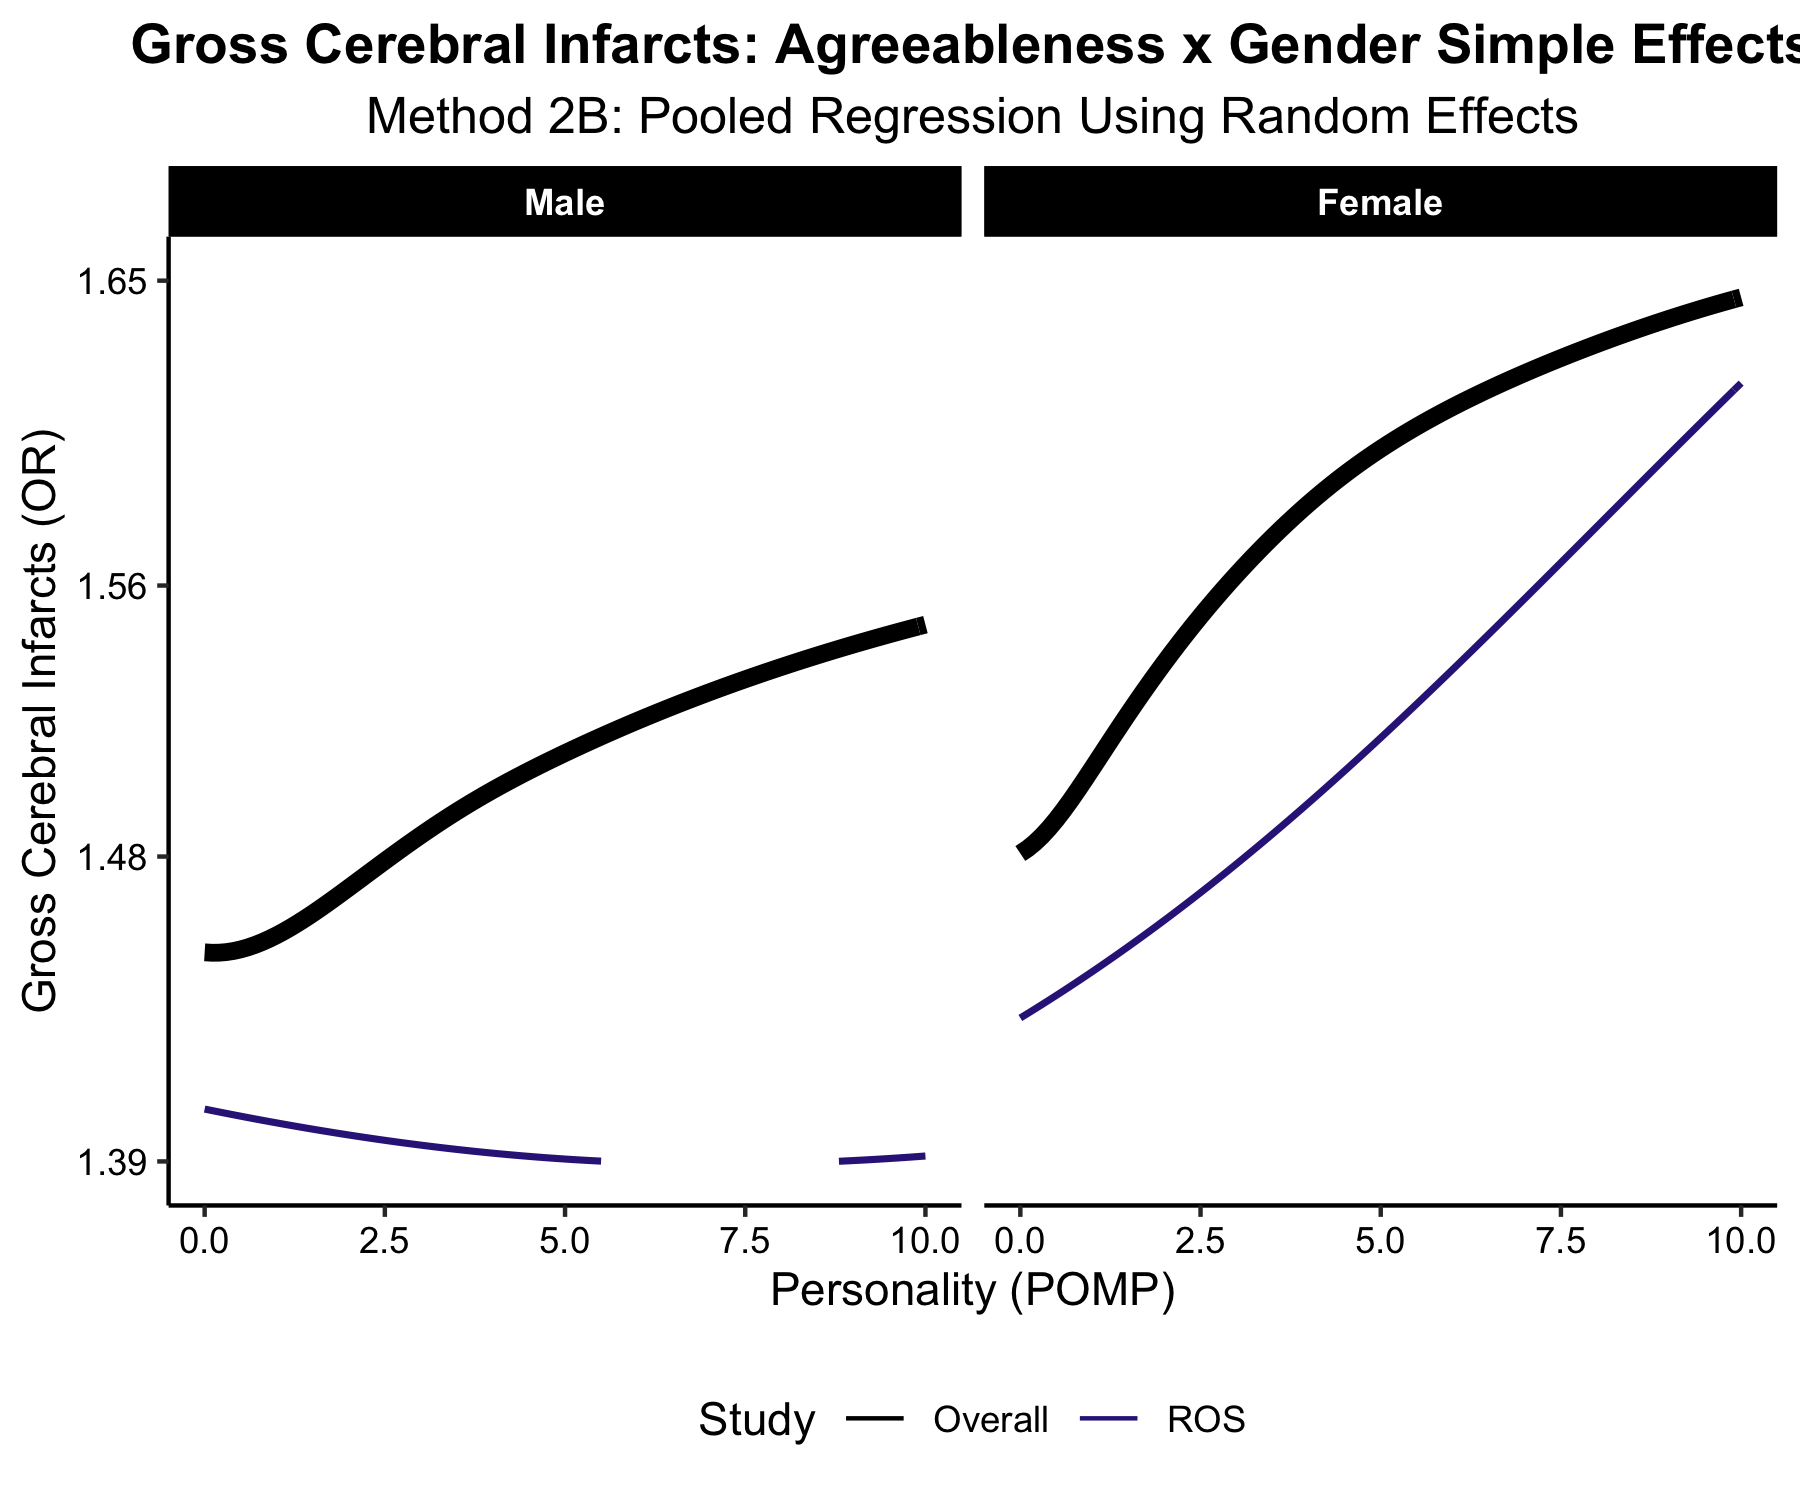 Gross Cerebral Infarcts: Agreeableness x Gender Simple Effects
Method 2B: Pooled Regression Using Random Effects
Male
Female
Gross Cerebral Infarcts (OR)
1.65
1.56
1.48
1.39
0.0 2.5 5.0 7.5 10.0 0.0 2.5 5.0 7.5 10.0
Personality (POMP)
Study Overall ROS